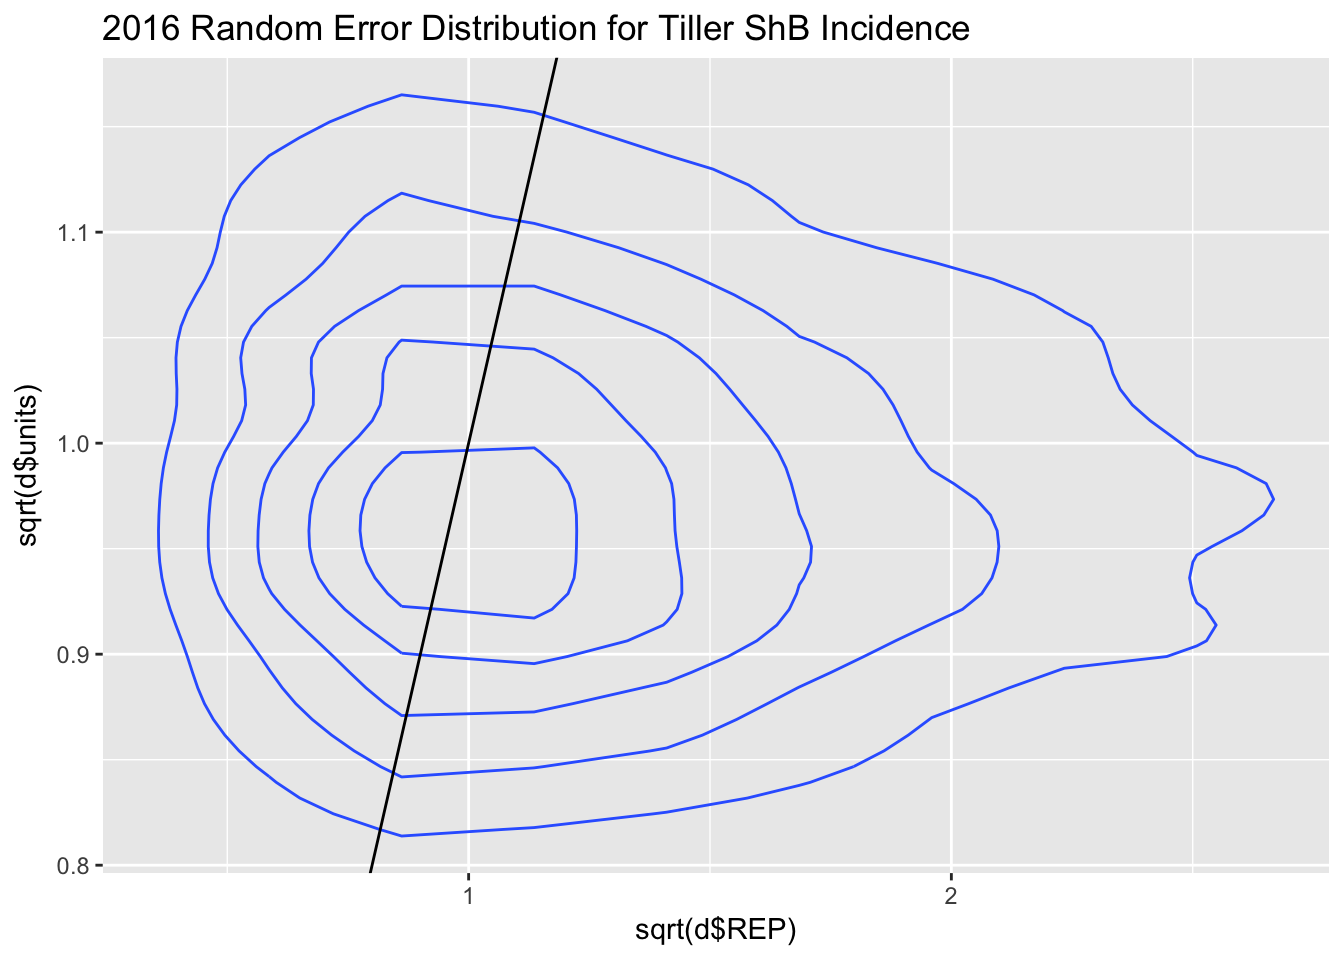 2016 Random Error Distribution for Tiller ShB Incidence
sqrt(d$units)
1.1
1.0
0.9
0.8
1
2
sqrt(d$REP)